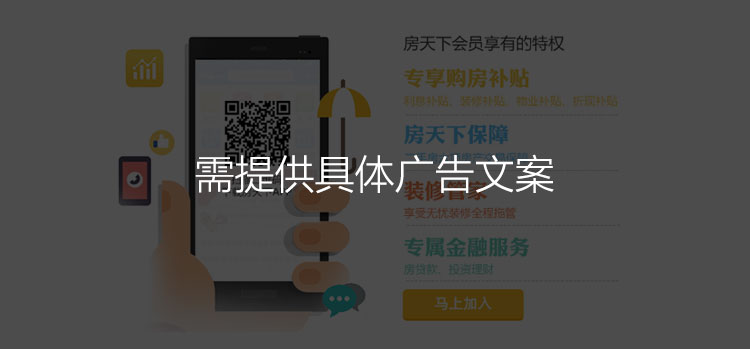 房天下会员享有的特权
专享购房补贴
利息补贴、装修补贴、物业补贴、折现补贴
房天下保障
需提供具体广告文案
装修管家
享受无忧装修全程托管
专属金融服务
房贷款、投资理财
马上加入